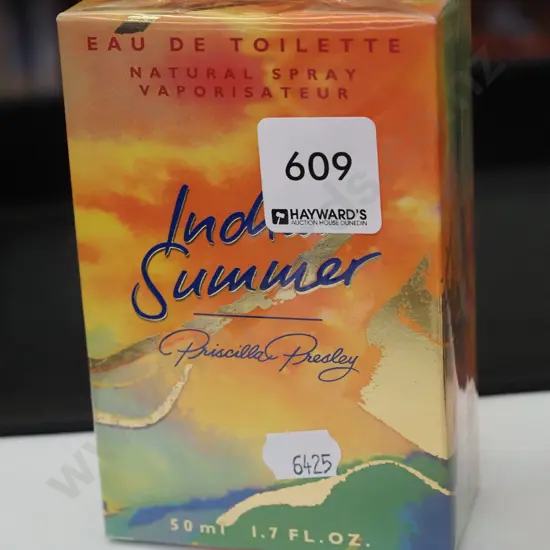 EAU DE TOILETTE
NATURAL SPRAY
VAPORISATEUR
609
HAYWARD'S
AUCTION HOUSE DUNEDIN
Summer
Priscilla Presley
6425
50 ml 1.7 FL.OZ.